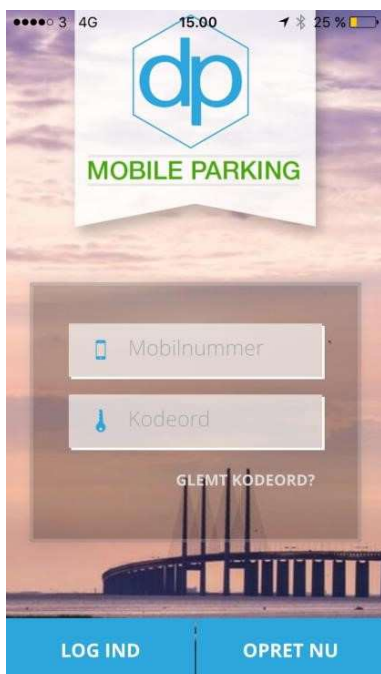 3 4G 15.00 25 %
dp
MOBILE PARKING
Mobilnummer
Kodeord
GLEMT KODEORD?
LOG IND OPRET NU